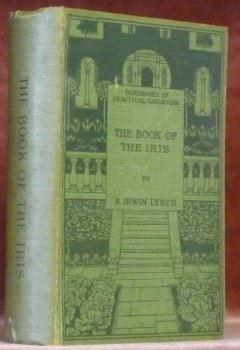 THE BOOK OF THE IRIS
HANDBOOKS OF
PRACTICAL GARDENING
THE BOOK OF
THE IRIS
BY
R. IRWIN LYNCH